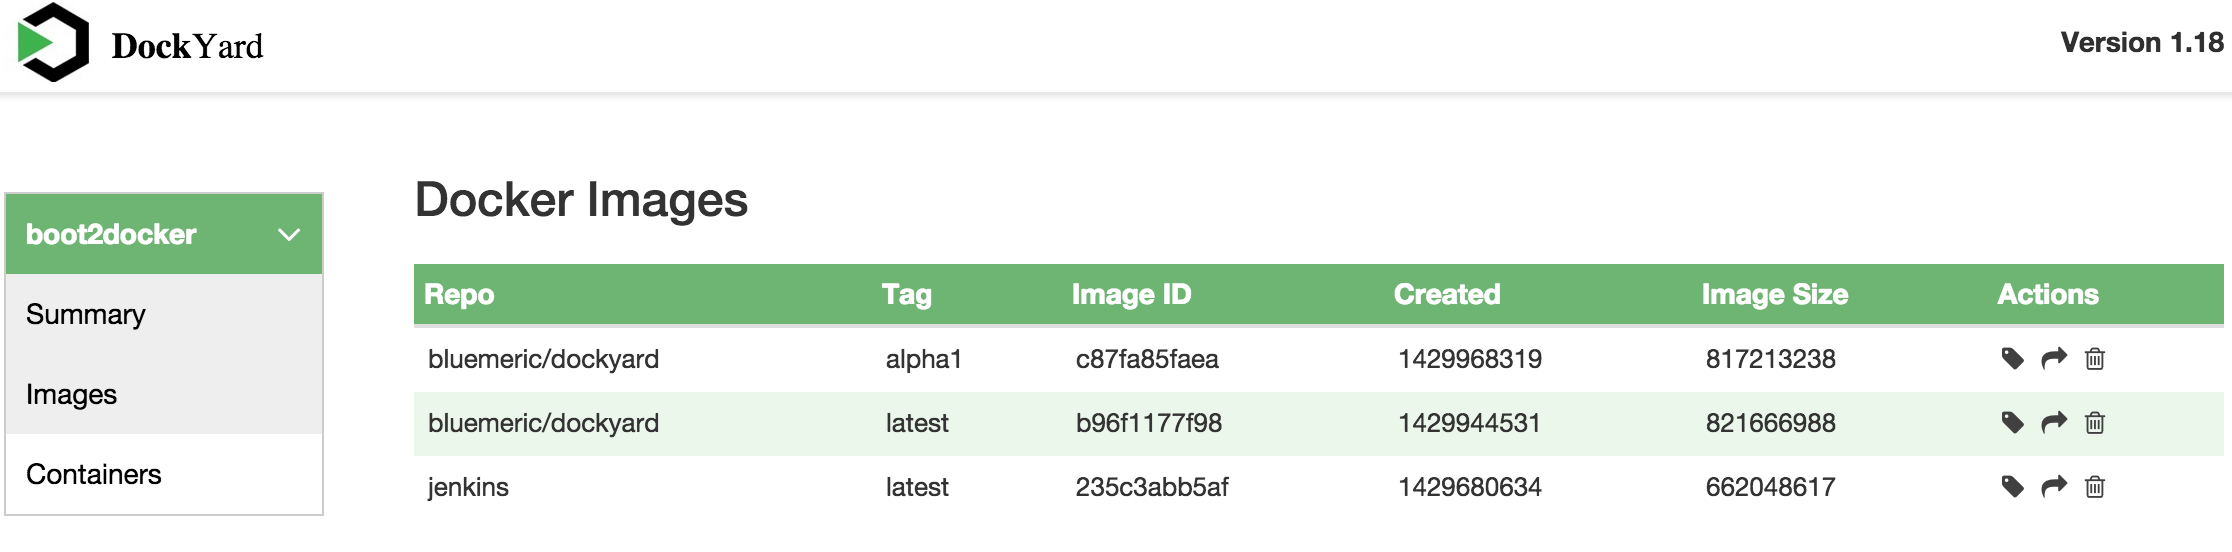 DockYard
Version 1.18
boot2docker
Summary
Images
Containers
Docker Images
Repo Tag Image ID Created Image Size Actions
bluemeric/dockyard alpha1 c87fa85faea 1429968319 817213238
bluemeric/dockyard latest b96f1177f98 1429944531 821666988
jenkins latest 235c3abb5af 1429680634 662048617